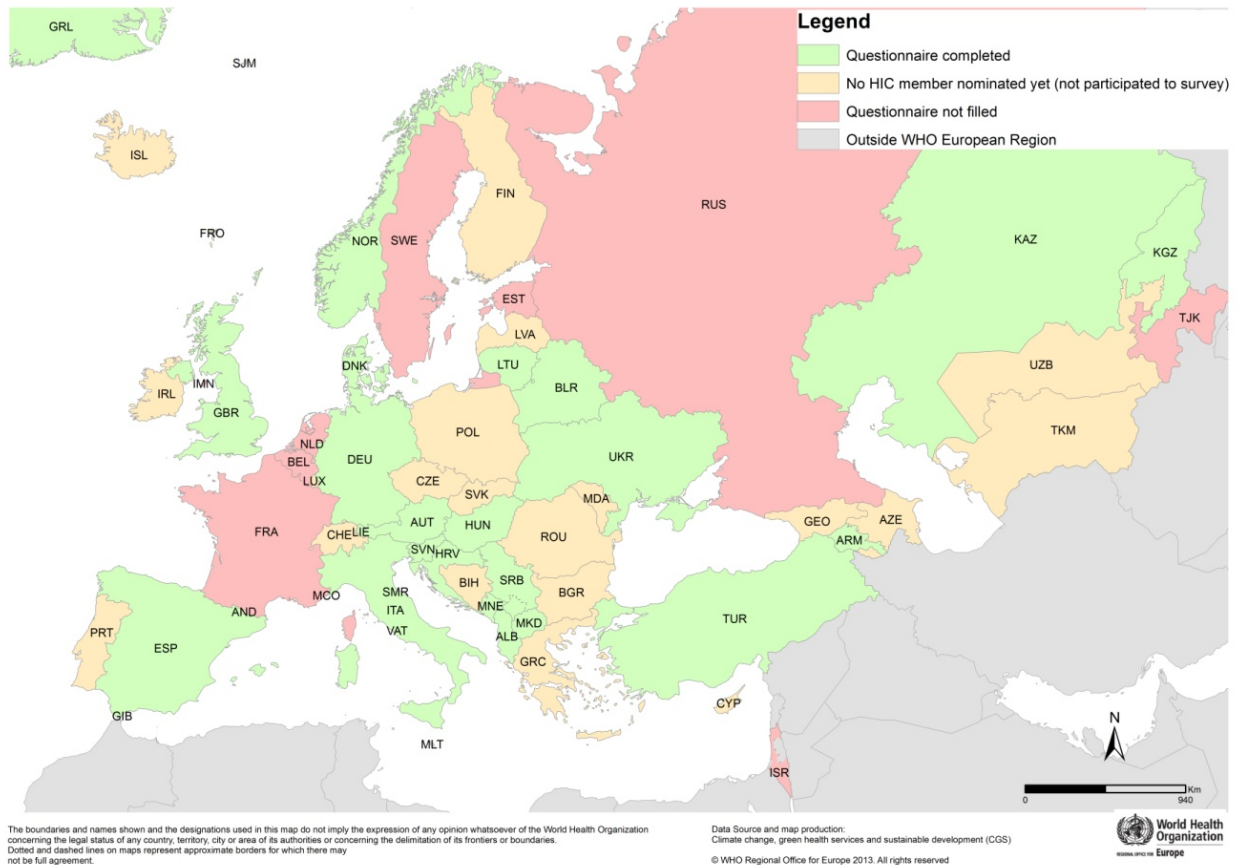 GRL
SJM
Legend
Questionnaire completed
No HIC member nominated yet (not participated to survey)
Questionnaire not filled
Outside WHO European Region
ISL
FIN
RUS
FRO
NOR
SWE
KAZ
KGZ
EST
TJK
LVA
DNK
LTU
UZB
IMN
IRL
BLR
GBR
NLD
POL
TKM
BEL
DEU
UKR
LUX
CZE
SVK
MDA
FRA
CHE
LIE
AUT
HUN
GEO
AZE
ROU
ARM
SVN
HRV
BIH
SRB
MCO
SMR
BGR
AND
ITA
MNE
PRT
VAT
MKD
TUR
ESP
ALB
GRC
GIB
CYP
MLT
N
ISR
Km
0
940
The boundaries and names shown and the designations used in this map do not imply the expression of any opinion whatsoever of the World Health Organization
concerning the legal status of any country, territory, city or area of its authorities or concerning the delimitation of its frontiers or boundaries.
Dotted and dashed lines on maps represent approximate borders for which there may
not be full agreement.
Data Source and map production:
Climate change, green health services and sustainable development (CGS)
© WHO Regional Office for Europe 2013. All rights reserved
World Health
Organization
REGIONAL OFFICE FOR Europe